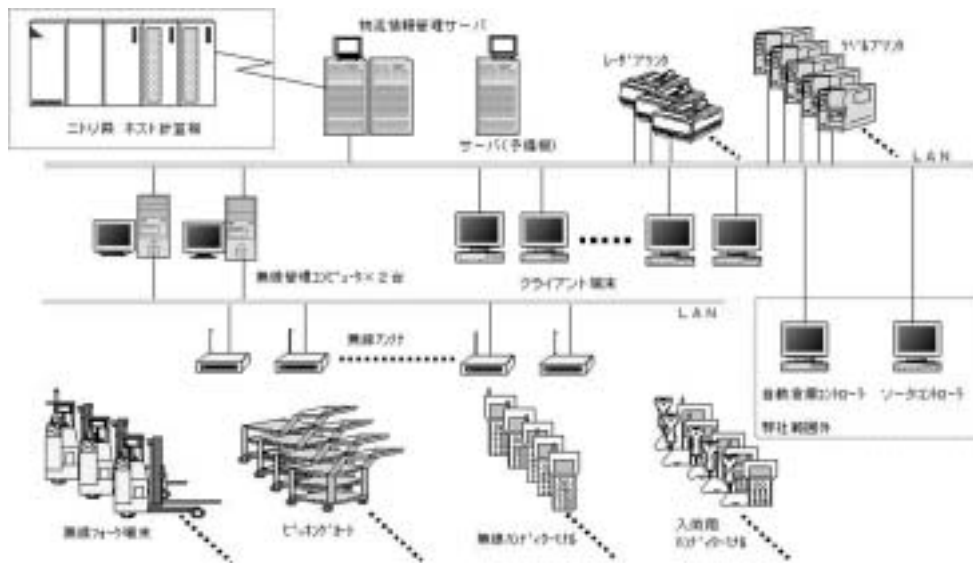 物流情報管理サーバ
レーザプリンタ
ラベルプリンタ
ニトリ用 ホスト計算機
サーバ(予備機)
LAN
無線管理コンピュータ×2台
クライアント端末
LAN
無線アンテナ
自動倉庫コントローラ ソータコントローラ
弊社範囲外
無線フォーク端末
ピッキングカート
無線ハンディターミナル
入荷用
ハンディターミナル